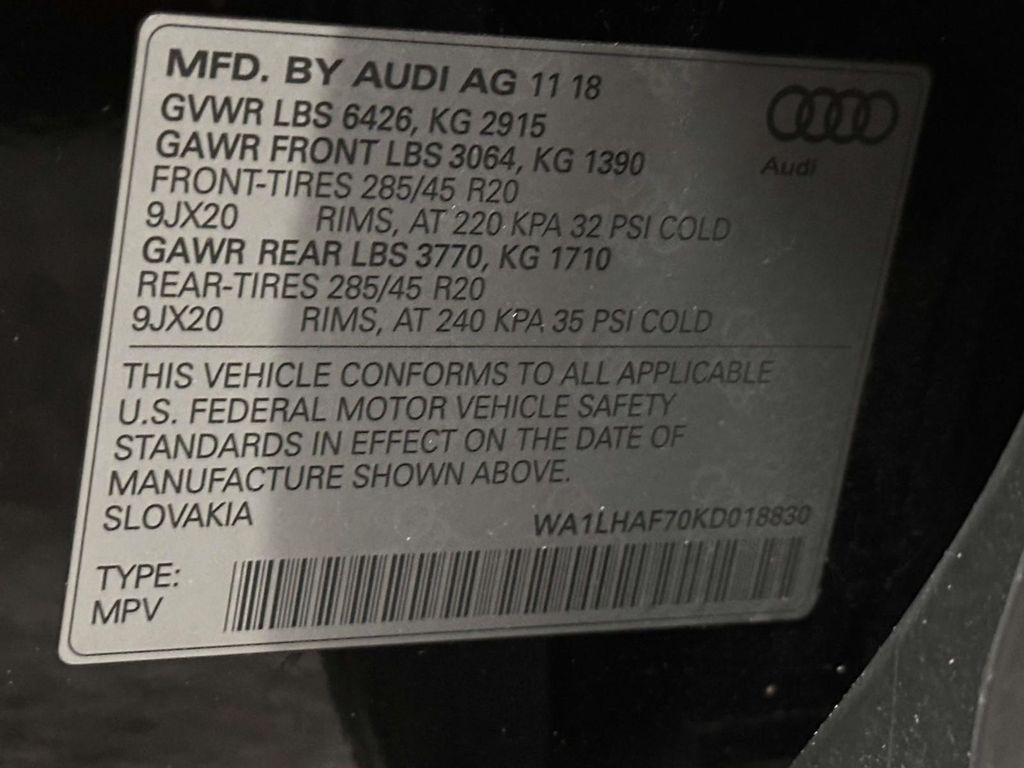 MFD. BY AUDI AG 11 18
GVWR LBS 6426, KG 2915
GAWR FRONT LBS 3064, KG 1390
FRONT-TIRES 285/45 R20
9JX20 RIMS, AT 220 KPA 32 PSI COLD
GAWR REAR LBS 3770, KG 1710
REAR-TIRES 285/45 R20
9JX20 RIMS, AT 240 KPA 35 PSI COLD
Audi
THIS VEHICLE CONFORMS TO ALL APPLICABLE
U.S. FEDERAL MOTOR VEHICLE SAFETY
STANDARDS IN EFFECT ON THE DATE OF
MANUFACTURE SHOWN ABOVE.
SLOVAKIA WA1LHAF70KD018830
TYPE:
MPV